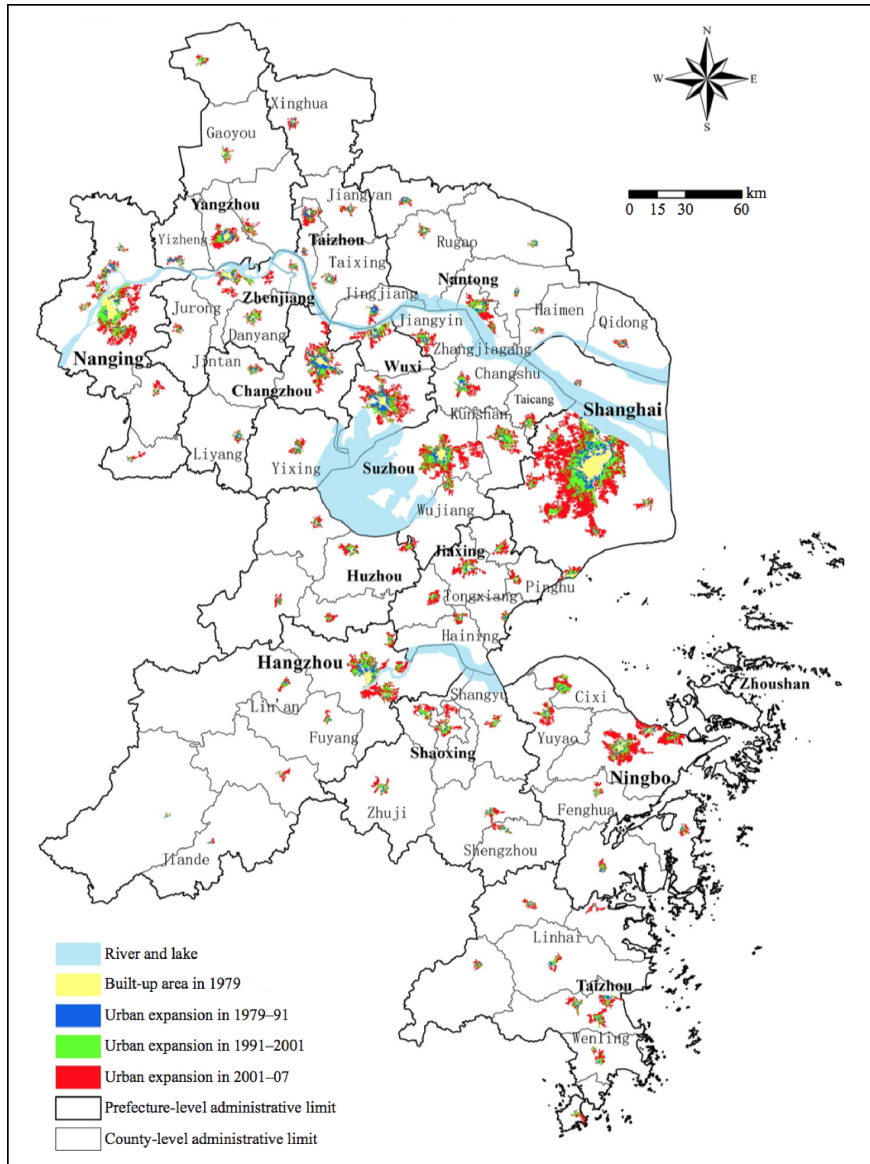 N
W
E
S
km
0 15 30 60
Xinghua
Gaoyou
Yangzhou
Jiangyan
Yizheng
Taizhou
Rugao
Taixing
Nantong
Zhenjiang
Jingjiang
Jurong
Haimen
Jiangyin
Qidong
Danyang
Zhangjiagang
Nanging
Jintan
Wuxi
Changshu
Changzhou
Taicang
Shanghai
Kunshan
Liyang
Yixing
Suzhou
Wujiang
Jiaxing
Huzhou
Pinghu
Tongxiang
Haining
Hangzhou
Zhoushan
Shangyu
Cixi
Lin'an
Fuyang
Yuyao
Shaoxing
Ningbo
Zhuji
Fenghua
Shengzhou
Jiande
Linhai
Taizhou
Wenling
River and lake
Built-up area in 1979
Urban expansion in 1979–91
Urban expansion in 1991–2001
Urban expansion in 2001–07
Prefecture-level administrative limit
County-level administrative limit